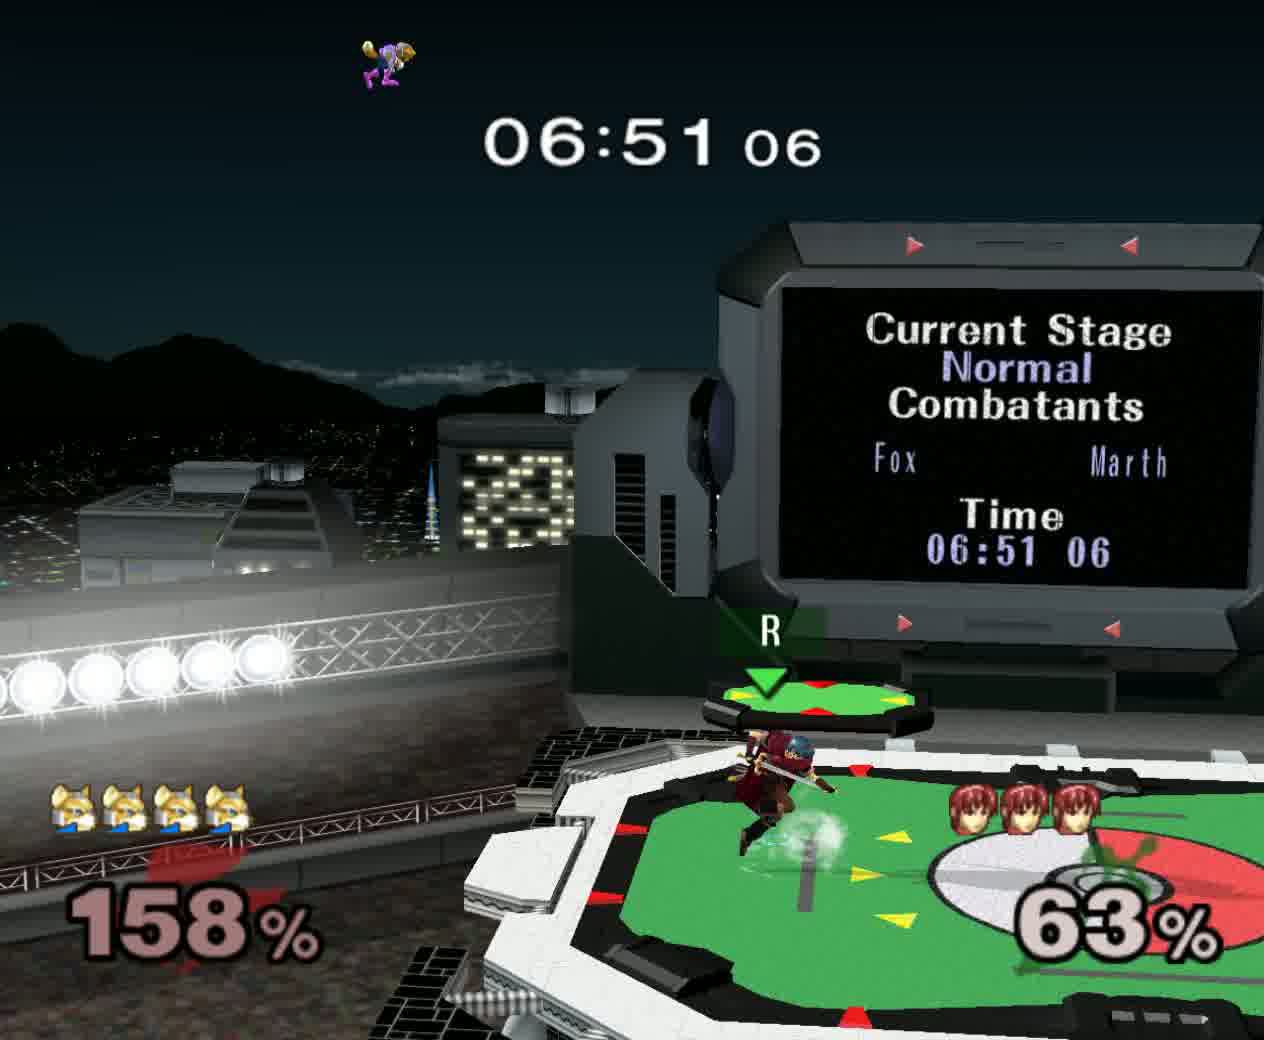 06:51 06
Current Stage
Normal
Combatants
Fox Marth
Time
06:51 06
R
158%
63%